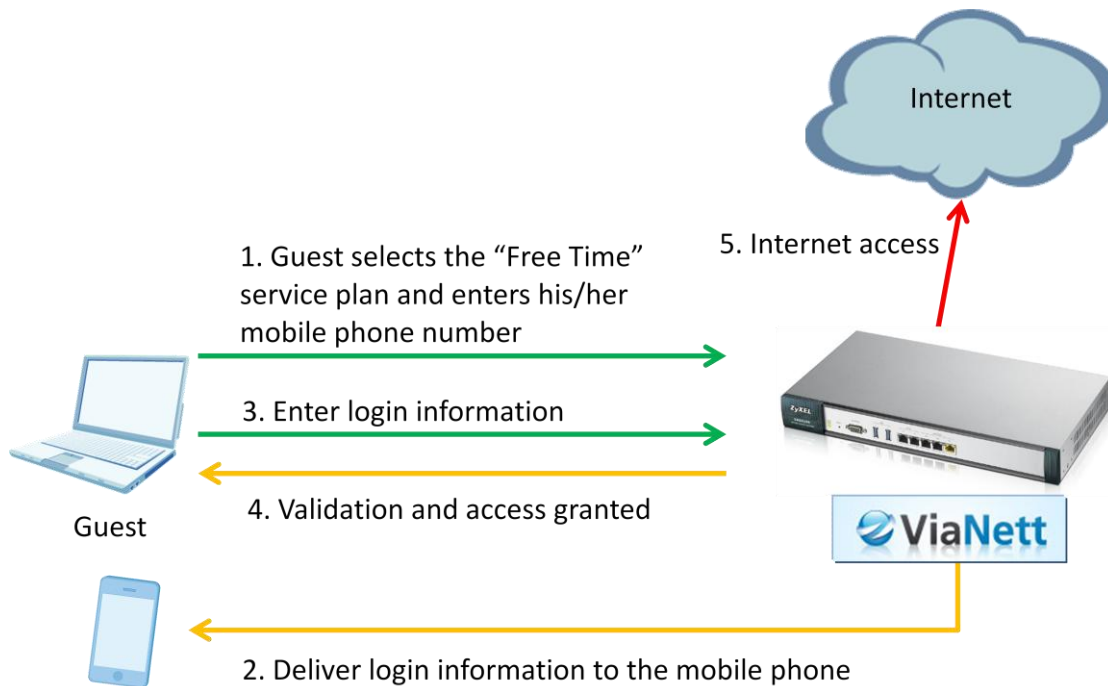 Internet
5. Internet access
1. Guest selects the “Free Time”
service plan and enters his/her
mobile phone number
3. Enter login information
ZyXEL
4. Validation and access granted
Guest
ViaNett
2. Deliver login information to the mobile phone